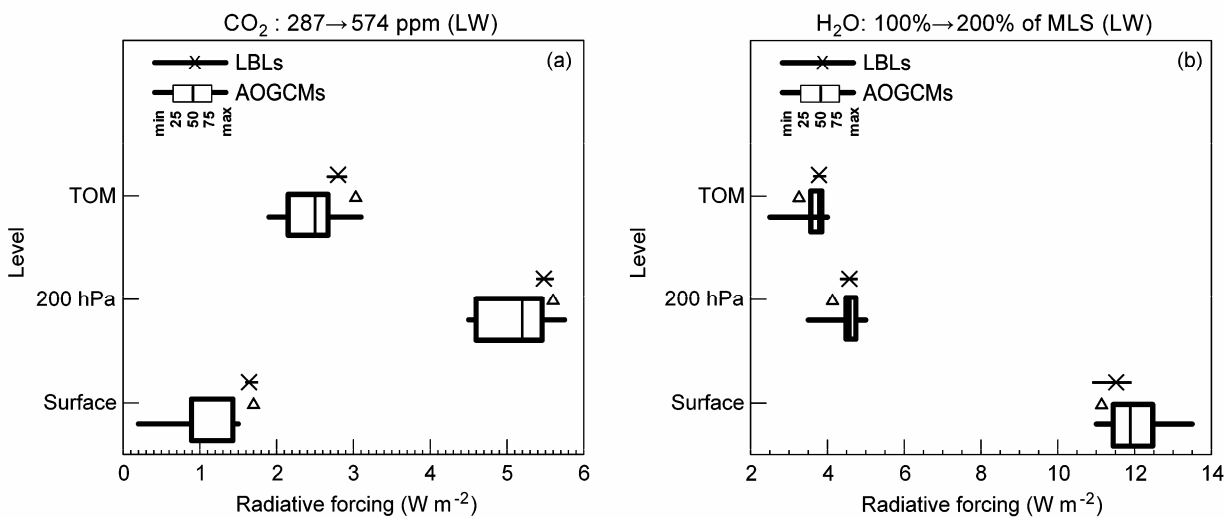 CO₂ : 287→574 ppm (LW)
(a)
LBLs
AOGCMs
min 25 50 75 max
TOM
200 hPa
Surface
Level
0 1 2 3 4 5 6
Radiative forcing (W m⁻²)
H₂O: 100%→200% of MLS (LW)
(b)
LBLs
AOGCMs
min 25 50 75 max
TOM
200 hPa
Surface
Level
2 4 6 8 10 12 14
Radiative forcing (W m⁻²)